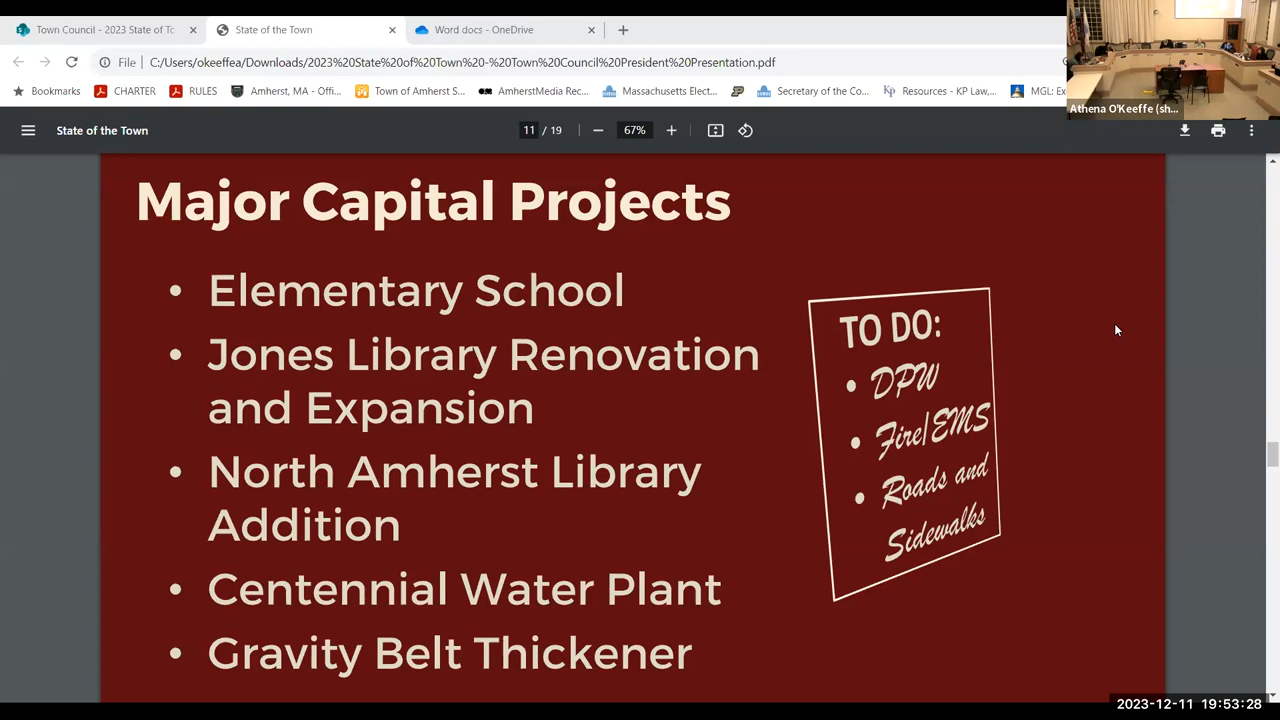 Town Council - 2023 State of To
State of the Town
Word docs - OneDrive
File
C:/Users/okeeffea/Downloads/2023%20State%20of%20Town%20-%20Town%20Council%20President%20Presentation.pdf
Bookmarks
CHARTER
RULES
Amherst, MA - Offi...
Town of Amherst S...
AmherstMedia Rec...
Massachusetts Elect...
Secretary of the Co...
Resources - KP Law,...
MGL: Ex
Athena O'Keeffe (sh...
State of the Town
11 / 19
67%
Major Capital Projects
• Elementary School
• Jones Library Renovation
and Expansion
• North Amherst Library
Addition
• Centennial Water Plant
• Gravity Belt Thickener
TO DO:
• DPW
• Fire/EMS
• Roads and
Sidewalks
2023-12-11 19:53:28